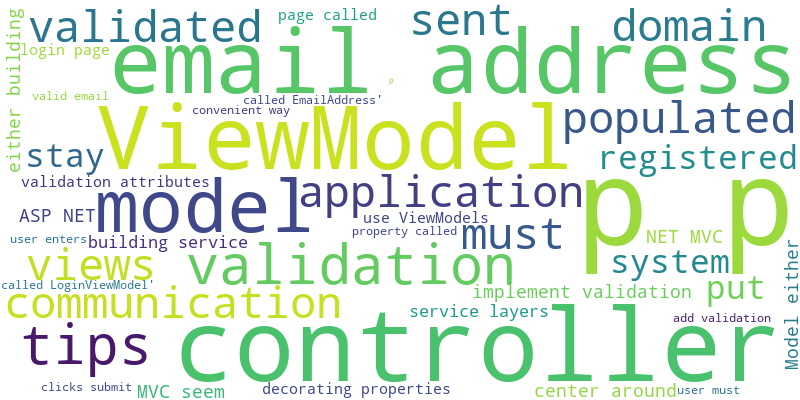 either building
validated
page called
sent
domain
login page
email address
valid email
p
called EmailAddress'
convenient way
ViewModel
populated
stay
registered
validation attributes
model
application
p p
ASP NET
use ViewModels
must
NET MVC
user enters
building service
property called
views
validation
system
Model either
called LoginViewModel'
communication
implement validation
put
service layers
tips
controller
add validation
clicks submit
MVC seem
decorating properties
center around
user must